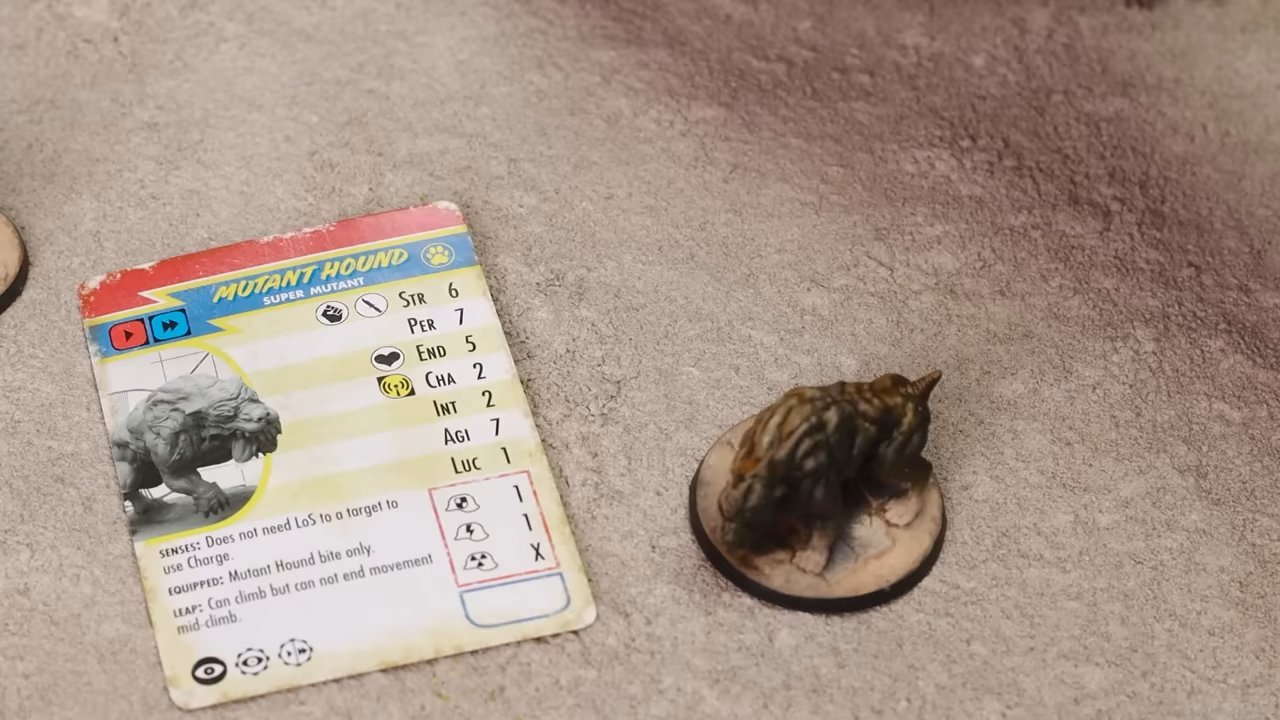 MUTANT HOUND
SUPER MUTANT
STR 6
PER 7
END 5
CHA 2
INT 2
AGI 7
LUC 1
1
1
X
SENSES: Does not need LoS to a target to
use Charge.
EQUIPPED: Mutant Hound bite only.
LEAP: Can climb but can not end movement
mid-climb.